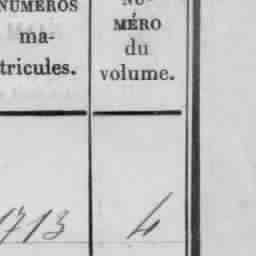 NUMÉROS
ma-
tricules.
NU-
MÉRO
du
volume.
1713
4